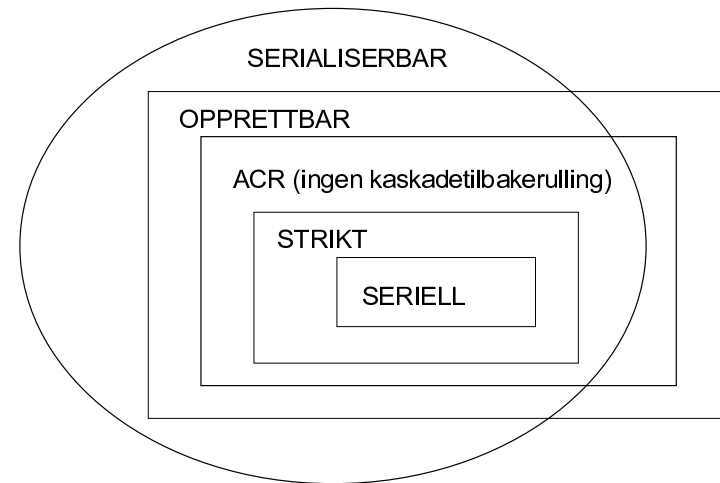 SERIALISERBAR
OPPRETTBAR
ACR (ingen kaskadetilbakerulling)
STRIKT
SERIELL